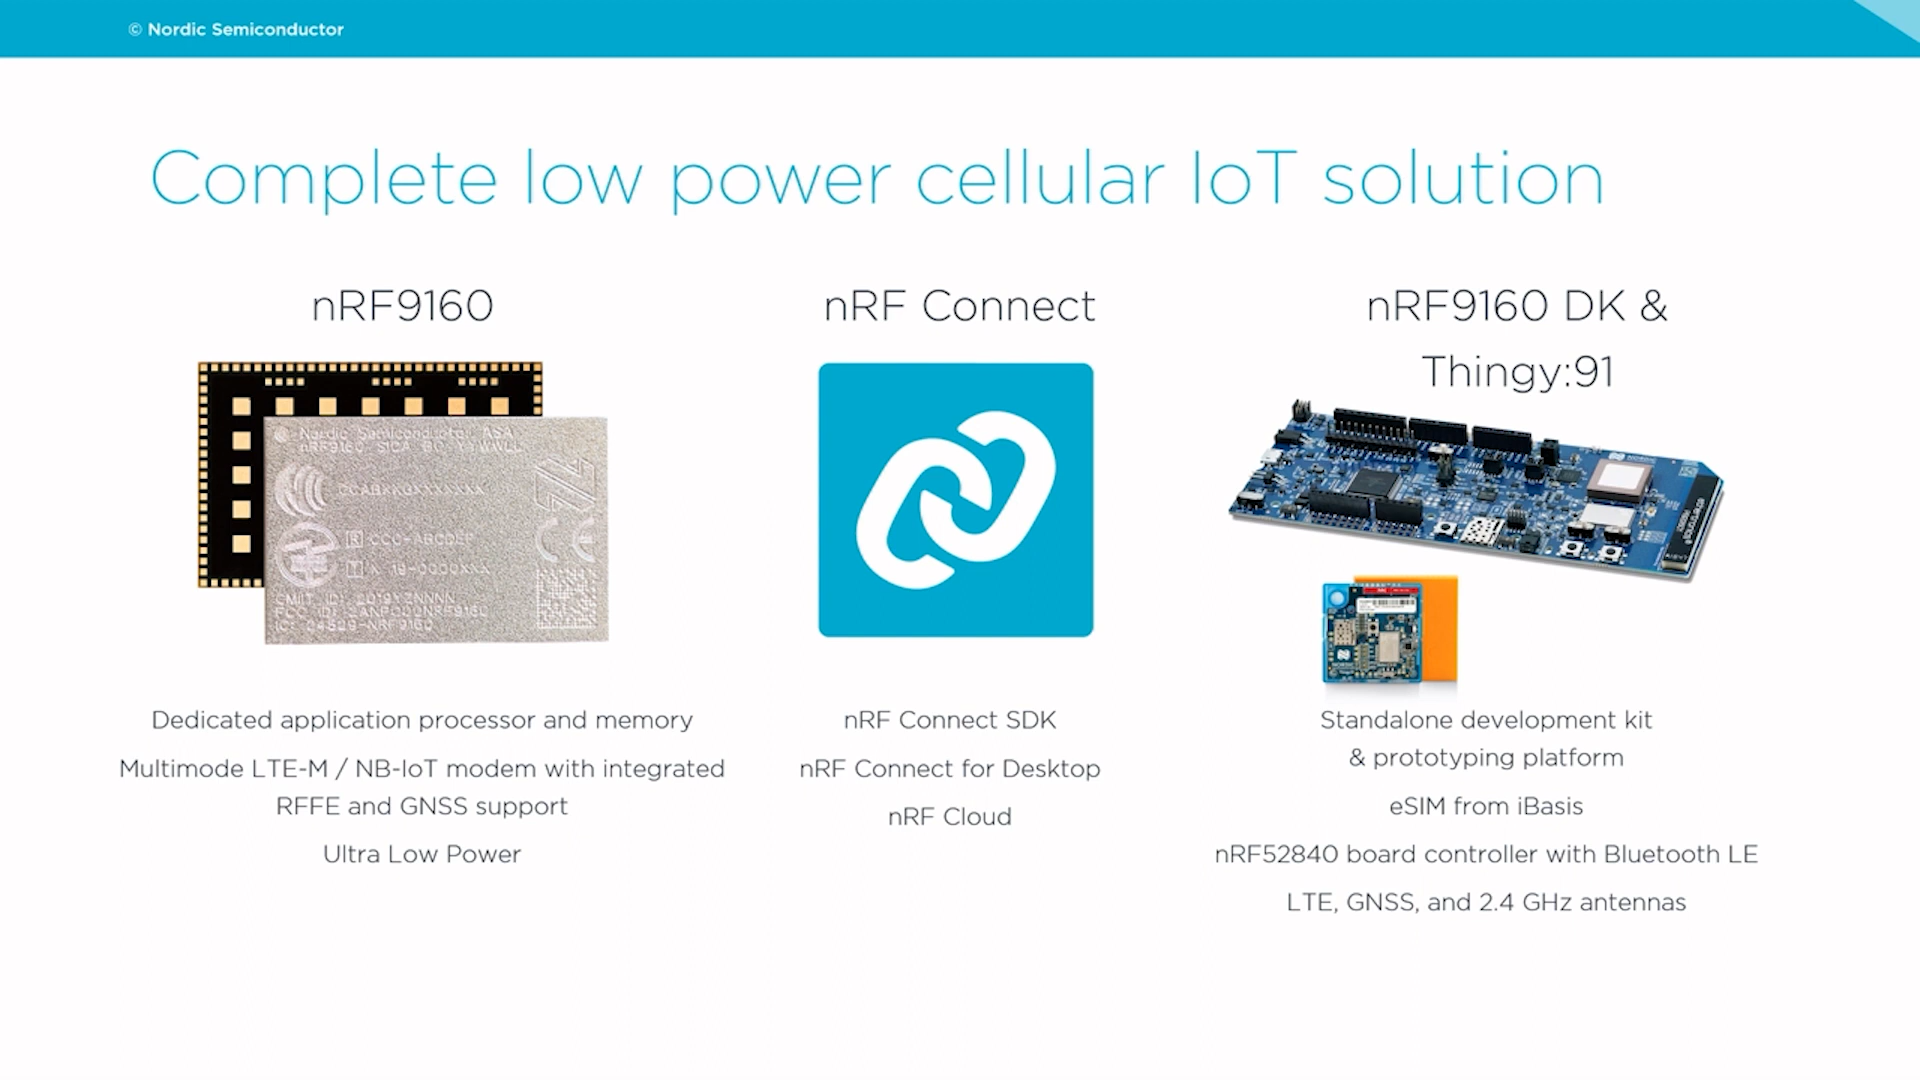 © Nordic Semiconductor
Complete low power cellular IoT solution
nRF9160
nRF Connect
nRF9160 DK &
Thingy:91
Nordic Semiconductor ASA
Dedicated application processor and memory
Multimode LTE-M / NB-IoT modem with integrated
RFFE and GNSS support
Ultra Low Power
nRF Connect SDK
nRF Connect for Desktop
nRF Cloud
Standalone development kit
& prototyping platform
eSIM from iBasis
nRF52840 board controller with Bluetooth LE
LTE, GNSS, and 2.4 GHz antennas